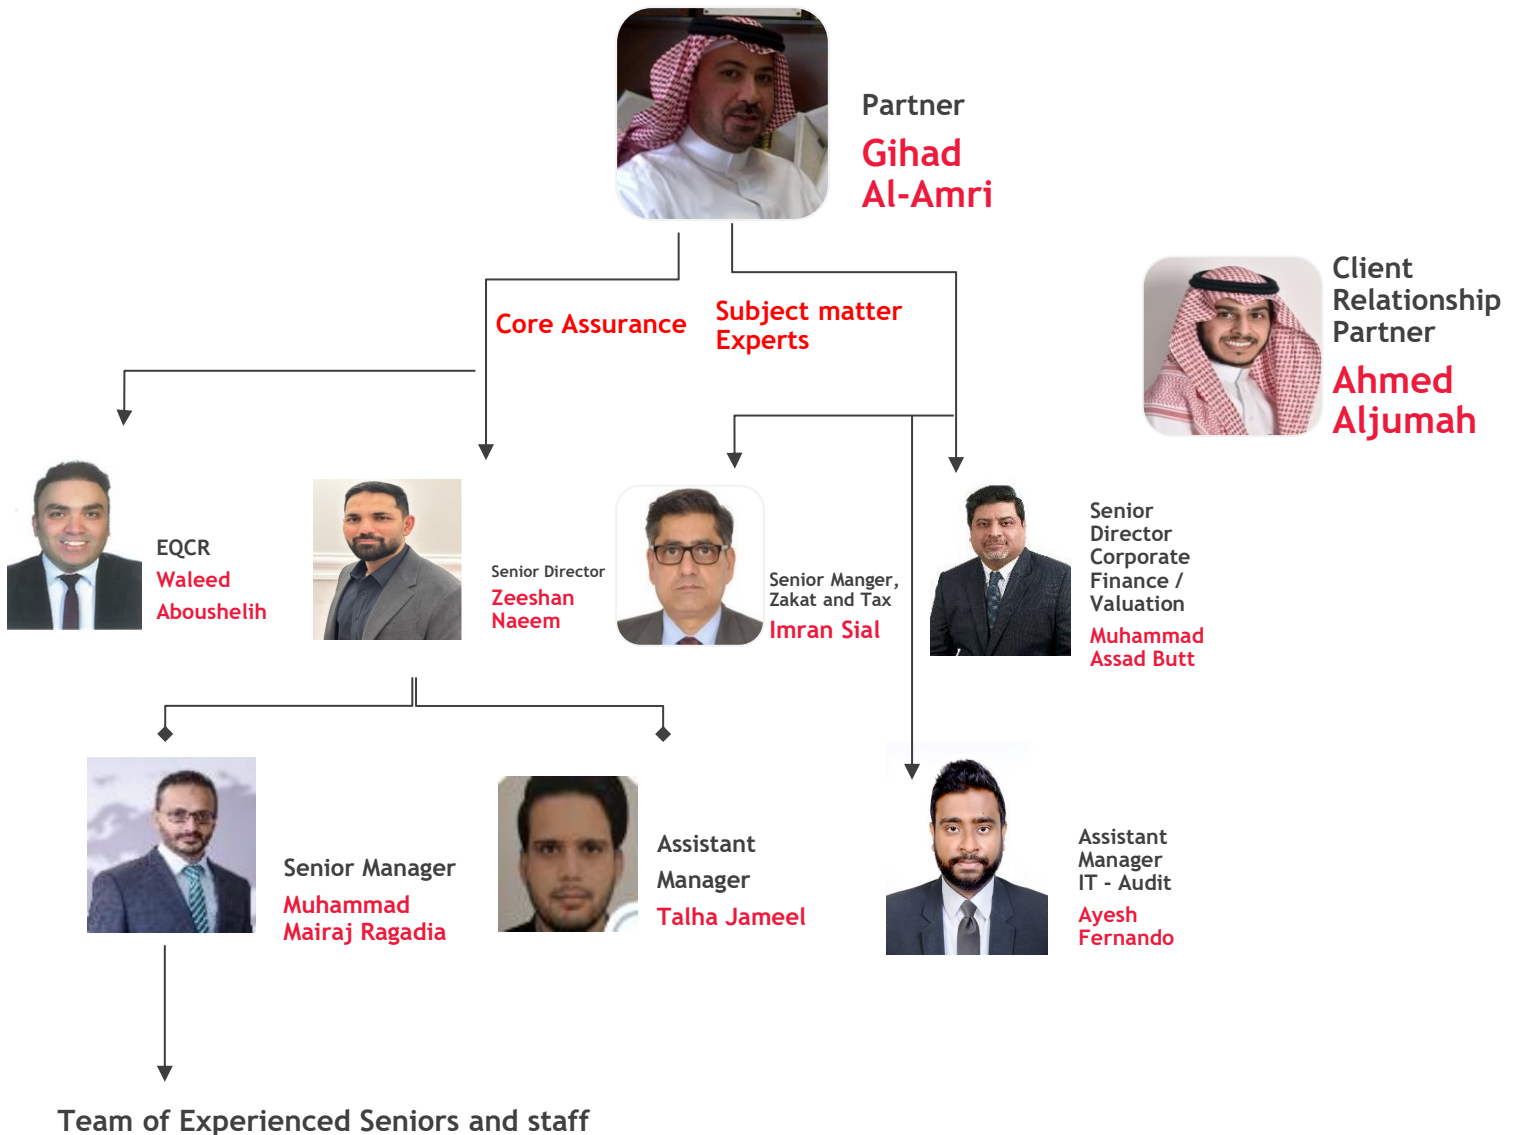 Partner
Gihad
Al-Amri
Client
Relationship
Partner
Ahmed
Aljumah
Core Assurance
Subject matter
Experts
EQCR
Waleed
Aboushelih
Senior Director
Zeeshan
Naeem
Senior Manger,
Zakat and Tax
Imran Sial
Senior
Director
Corporate
Finance /
Valuation
Muhammad
Assad Butt
Senior Manager
Muhammad
Mairaj Ragadia
Assistant
Manager
Talha Jameel
Assistant
Manager
IT - Audit
Ayesh
Fernando
Team of Experienced Seniors and staff